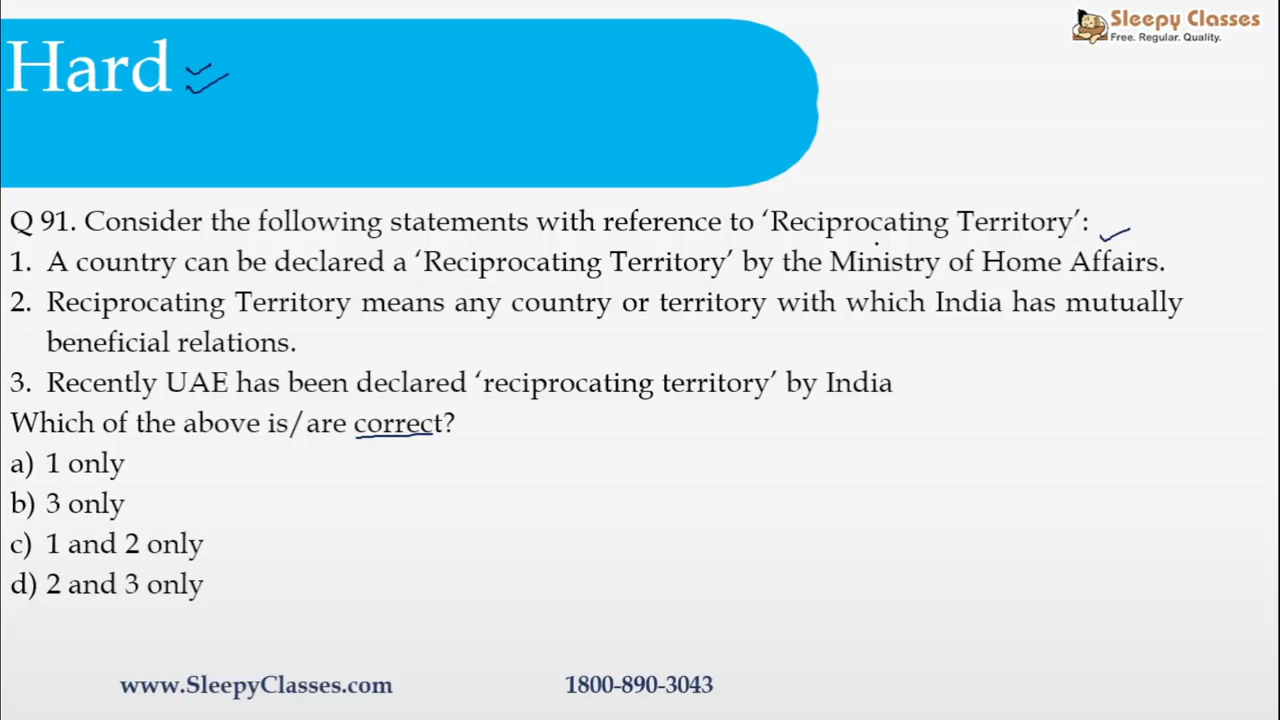 Sleepy Classes
Free. Regular. Quality.
Hard
Q 91. Consider the following statements with reference to ‘Reciprocating Territory’:
1. A country can be declared a ‘Reciprocating Territory’ by the Ministry of Home Affairs.
2. Reciprocating Territory means any country or territory with which India has mutually
beneficial relations.
3. Recently UAE has been declared ‘reciprocating territory’ by India
Which of the above is/are correct?
a) 1 only
b) 3 only
c) 1 and 2 only
d) 2 and 3 only
www.SleepyClasses.com
1800-890-3043